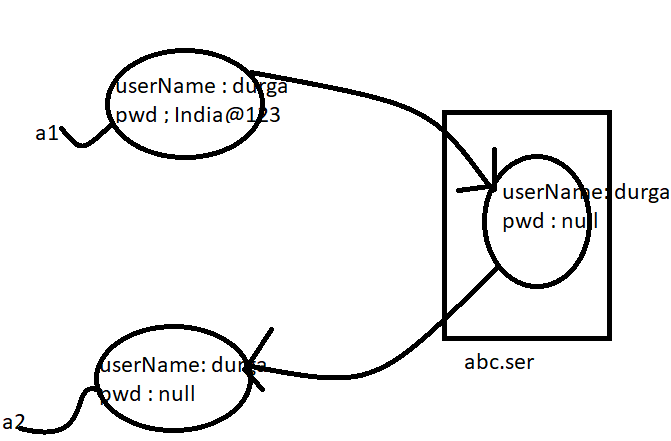 userName : durga
pwd ; India@123
a1
userName: durga
pwd : null
abc.ser
userName: durga
pwd : null
a2